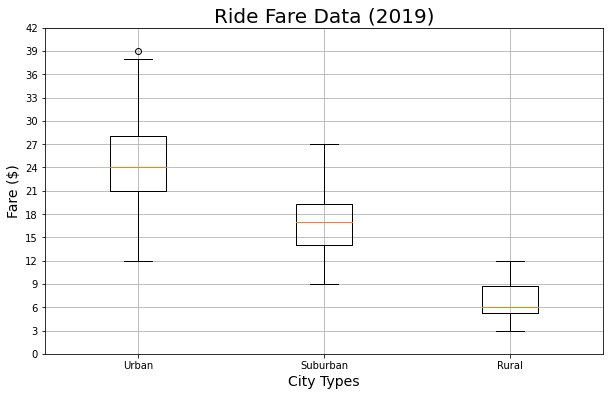 Ride Fare Data (2019)
Fare ($)
42
39
36
33
30
27
24
21
18
15
12
9
6
3
0
Urban
Suburban
Rural
City Types